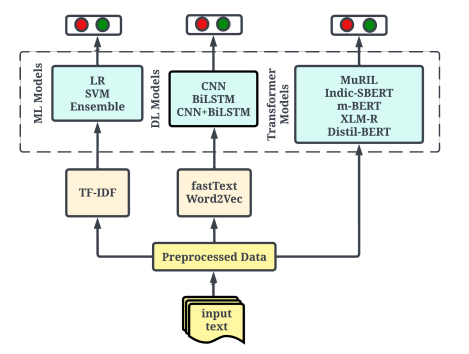 ML Models
LR
SVM
Ensemble
DL Models
CNN
BiLSTM
CNN+BiLSTM
Transformer
Models
MuRIL
Indic-SBERT
m-BERT
XLM-R
Distil-BERT
TF-IDF
fastText
Word2Vec
Preprocessed Data
input
text